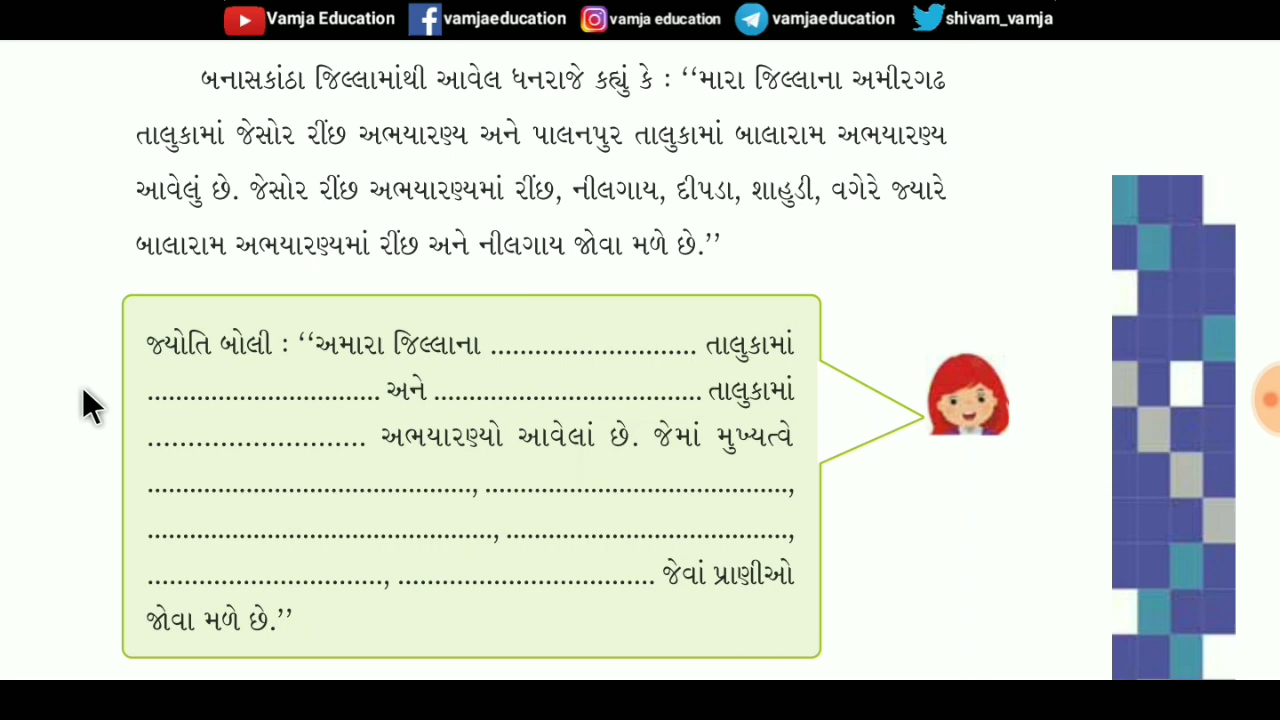 Vamja Education vamjaeducation vamja education vamjaeducation shivam_vamja
બનાસકાંઠા જિલ્લામાંથી આવેલ ધનરાજે કહ્યું કે : ‘‘મારા જિલ્લાના અમીરગઢ
તાલુકામાં જેસોર રીંછ અભયારણ્ય અને પાલનપુર તાલુકામાં બાલારામ અભયારણ્ય
આવેલું છે. જેસોર રીંછ અભયારણ્યમાં રીંછ, નીલગાય, દીપડા, શાહુડી, વગેરે જ્યારે
બાલારામ અભયારણ્યમાં રીંછ અને નીલગાય જોવા મળે છે.’’
જ્યોતિ બોલી : ‘‘અમારા જિલ્લાના ............................ તાલુકામાં
................................ અને ..................................... તાલુકામાં
........................... અભયારણ્યો આવેલાં છે. જેમાં મુખ્યત્વે
............................................., ..........................................,
................................................, .......................................,
................................, ................................... જેવાં પ્રાણીઓ
જોવા મળે છે.’’